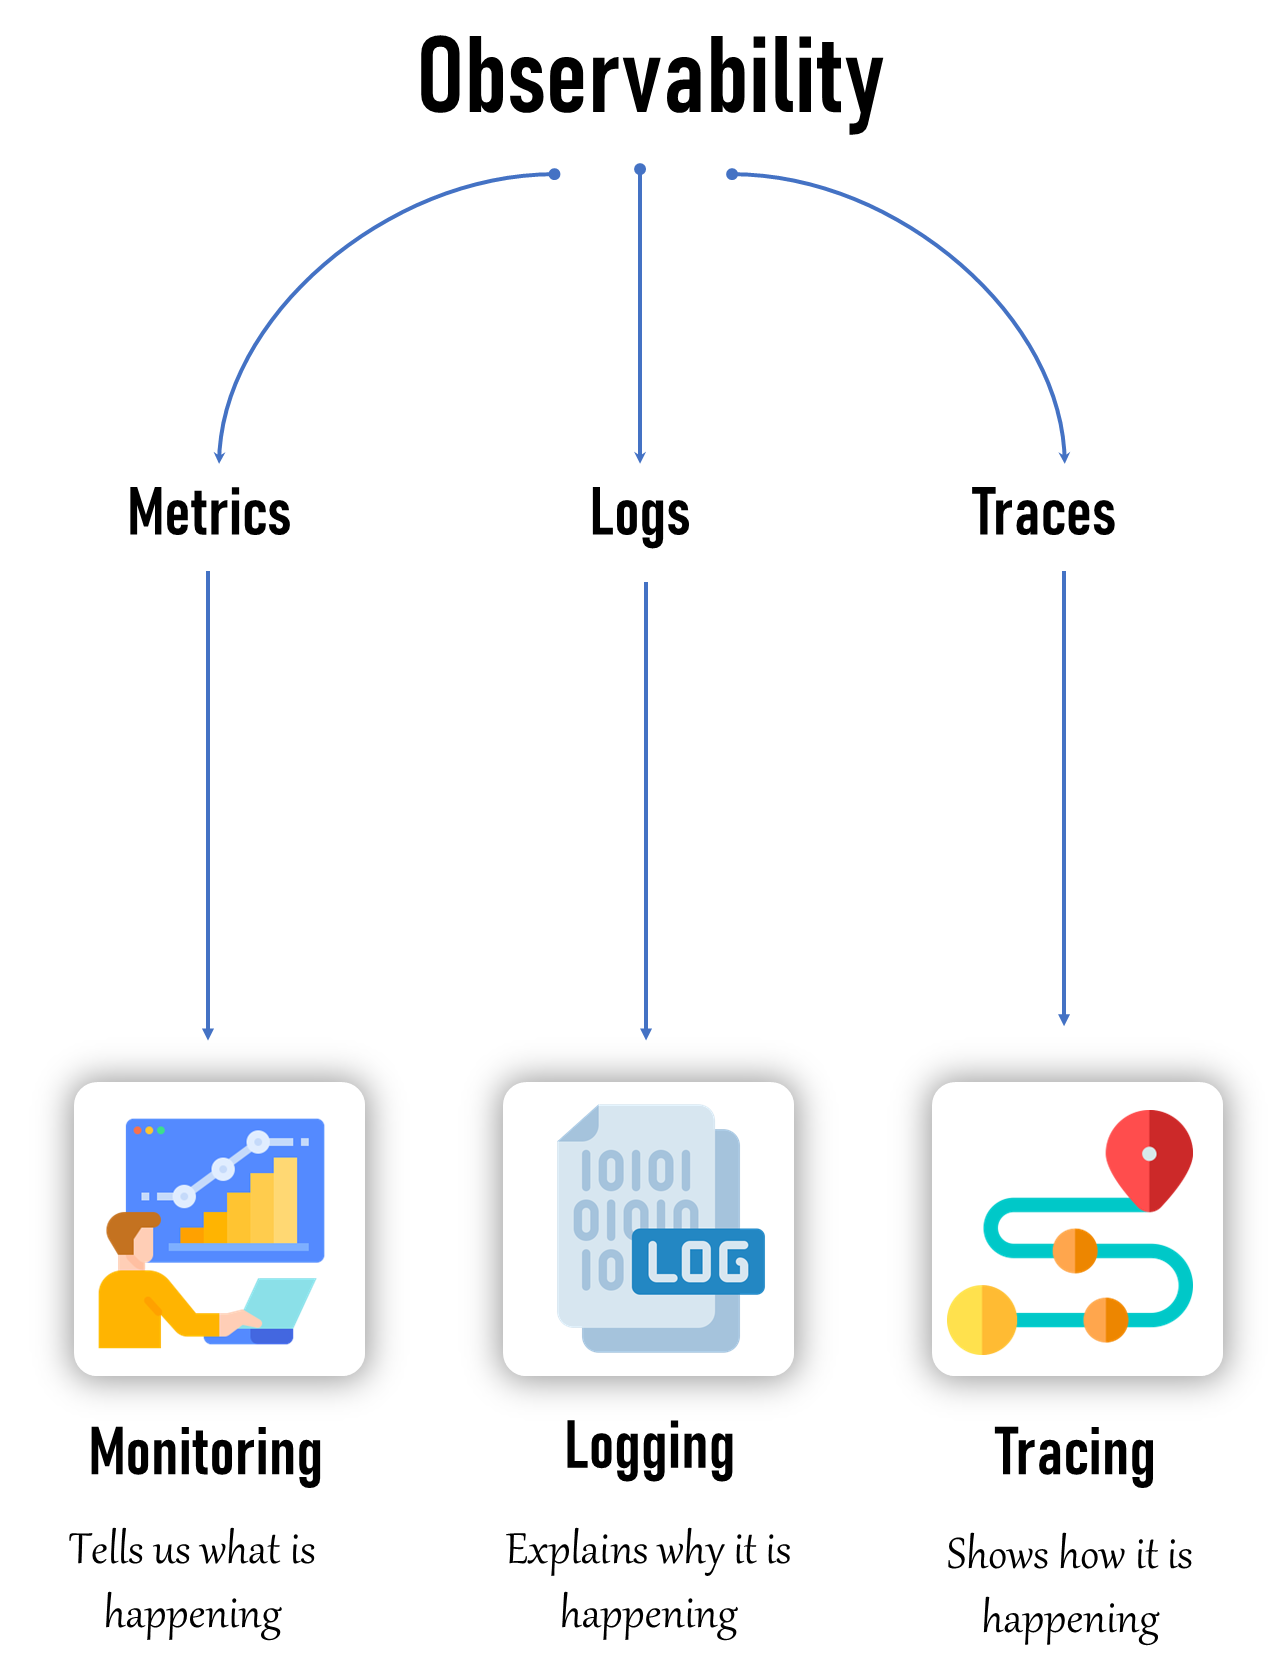 Observability
Metrics
Logs
Traces
10101
01010
10
LOG
Monitoring
Logging
Tracing
Tells us what is
happening
Explains why it is
happening
Shows how it is
happening